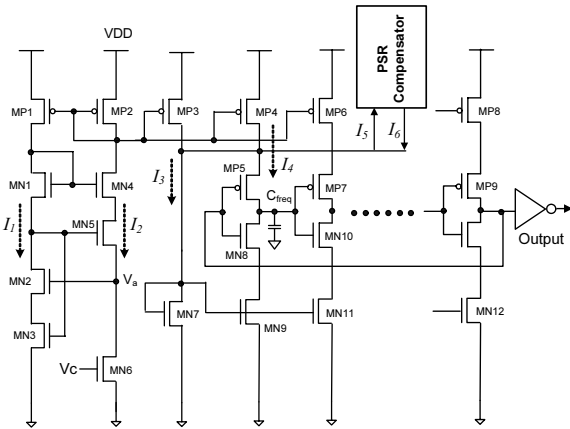 VDD
PSR
Compensator
MP1
MP2
MP3
MP4
MP6
MP8
I5
I6
I4
I3
MN1
MN4
MP5
MP7
MP9
Cfreq
I1
MN5
I2
MN8
MN10
Output
MN2
Va
MN3
MN7
MN9
MN11
MN12
Vc
MN6